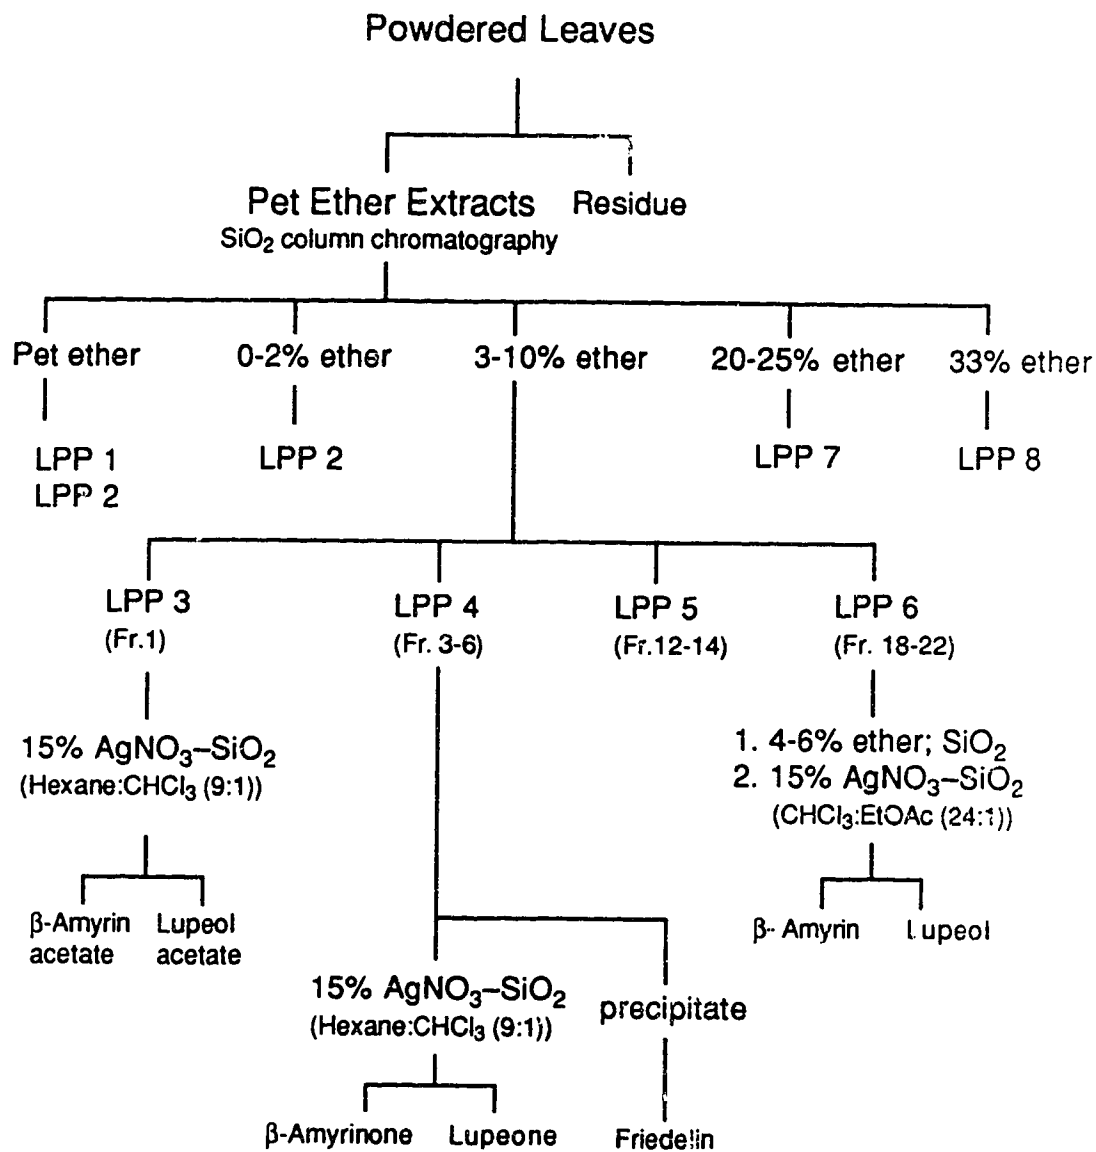 Powdered Leaves
Pet Ether Extracts
Residue
SiO₂ column chromatography
Pet ether
0-2% ether
3-10% ether
20-25% ether
33% ether
LPP 1
LPP 2
LPP 2
LPP 7
LPP 8
LPP 3
(Fr.1)
LPP 4
(Fr. 3-6)
LPP 5
(Fr.12-14)
LPP 6
(Fr. 18-22)
15% AgNO₃–SiO₂
(Hexane:CHCl₃ (9:1))
1. 4-6% ether; SiO₂
2. 15% AgNO₃–SiO₂
(CHCl₃:EtOAc (24:1))
β-Amyrin
acetate
Lupeol
acetate
β- Amyrin
Lupeol
15% AgNO₃–SiO₂
(Hexane:CHCl₃ (9:1))
precipitate
β-Amyrinone
Lupeone
Friedelin